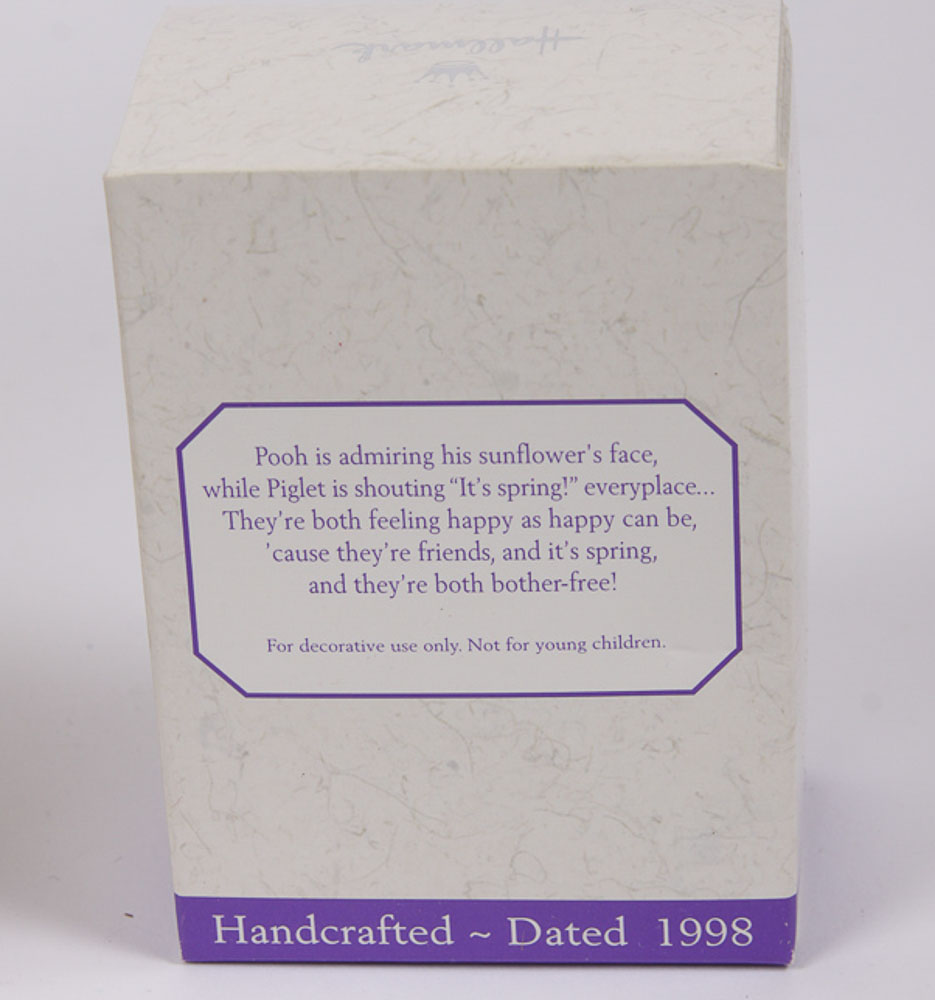 Hallmark
Pooh is admiring his sunflower's face,
while Piglet is shouting “It's spring!” everyplace...
They're both feeling happy as happy can be,
'cause they're friends, and it's spring,
and they're both bother-free!
For decorative use only. Not for young children.
Handcrafted ~ Dated 1998